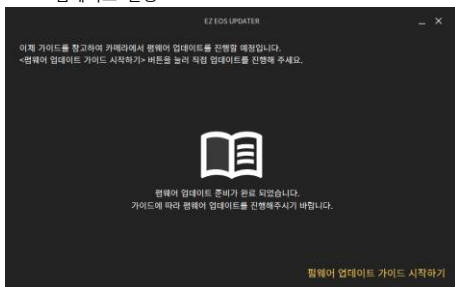 EZ EOS UPDATER
이제 가이드를 참고하여 카메라에서 펌웨어 업데이트를 진행할 예정입니다.
<펌웨어 업데이트 가이드 시작하기> 버튼을 눌러 직접 업데이트를 진행해 주세요.
펌웨어 업데이트 준비가 완료 되었습니다.
가이드에 따라 펌웨어 업데이트를 진행해주시기 바랍니다.
펌웨어 업데이트 가이드 시작하기